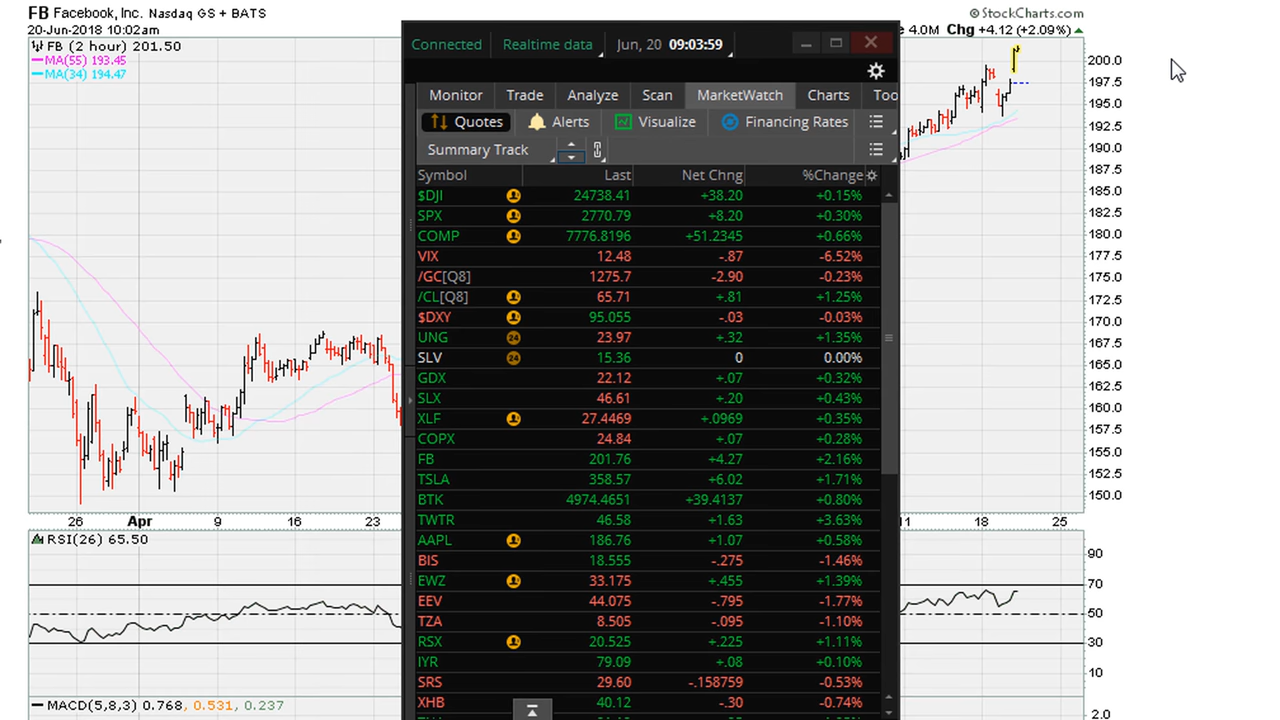 FB Facebook, Inc. Nasdaq GS + BATS
© StockCharts.com
20-Jun-2018 10:02am
4.0M Chg +4.12 (+2.09%)
FB (2 hour) 201.50
MA(55) 193.45
MA(34) 194.47
Connected Realtime data Jun, 20 09:03:59
Monitor Trade Analyze Scan MarketWatch Charts Too
Quotes Alerts Visualize Financing Rates
Summary Track
Symbol Last Net Chng %Change
$DJI 24738.41 +38.20 +0.15%
SPX 2770.79 +8.20 +0.30%
COMP 7776.8196 +51.2345 +0.66%
VIX 12.48 -.87 -6.52%
/GC[Q8] 1275.7 -2.90 -0.23%
/CL[Q8] 65.71 +.81 +1.25%
$DXY 95.055 -.03 -0.03%
UNG 24 23.97 +.32 +1.35%
SLV 24 15.36 0 0.00%
GDX 22.12 +.07 +0.32%
SLX 46.61 +.20 +0.43%
XLF 27.4469 +.0969 +0.35%
COPX 24.84 +.07 +0.28%
FB 201.76 +4.27 +2.16%
TSLA 358.57 +6.02 +1.71%
BTK 4974.4651 +39.4137 +0.80%
TWTR 46.58 +1.63 +3.63%
AAPL 186.76 +1.07 +0.58%
BIS 18.555 -.275 -1.46%
EWZ 33.175 +.455 +1.39%
EEV 44.075 -.795 -1.77%
TZA 8.505 -.095 -1.10%
RSX 20.525 +.225 +1.11%
IYR 79.09 +.08 +0.10%
SRS 29.60 -.158759 -0.53%
XHB 40.12 -.30 -0.74%
200.0
197.5
195.0
192.5
190.0
187.5
185.0
182.5
180.0
177.5
175.0
172.5
170.0
167.5
165.0
162.5
160.0
157.5
155.0
152.5
150.0
26 Apr 9 16 23 11 18 25
RSI(26) 65.50
90
70
50
30
10
MACD(5,8,3) 0.768, 0.531, 0.237
2.0